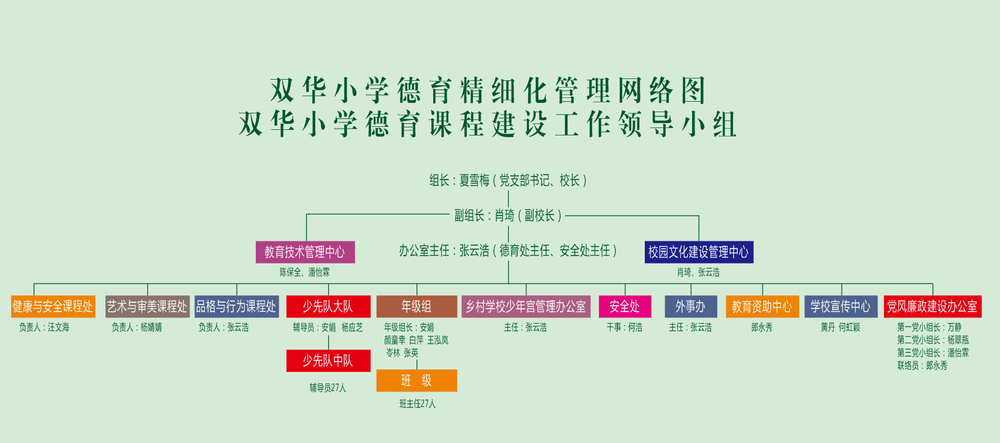 双华小学德育精细化管理网络图
双华小学德育课程建设工作领导小组
组长：夏雪梅（党支部书记、校长）
副组长：肖琦（副校长）
教育技术管理中心
陈保全、潘怡霖
办公室主任：张云浩（德育处主任、安全处主任）
校园文化建设管理中心
肖琦、张云浩
健康与安全课程处
负责人：汪文海
艺术与审美课程处
负责人：杨婧婧
品格与行为课程处
负责人：张云浩
少先队大队
辅导员：安娟 杨应芝
少先队中队
辅导员27人
年级组
年级组长：安娟
颜童幸 白萍 王泓岚
岑林 张英
班 级
班主任27人
乡村学校少年宫管理办公室
主任：张云浩
安全处
干事：何浩
外事办
主任：张云浩
教育资助中心
郎永秀
学校宣传中心
黄丹 何虹颖
党风廉政建设办公室
第一党小组长：万静
第二党小组长：杨翠瓶
第三党小组长：潘怡霖
联络员：郎永秀